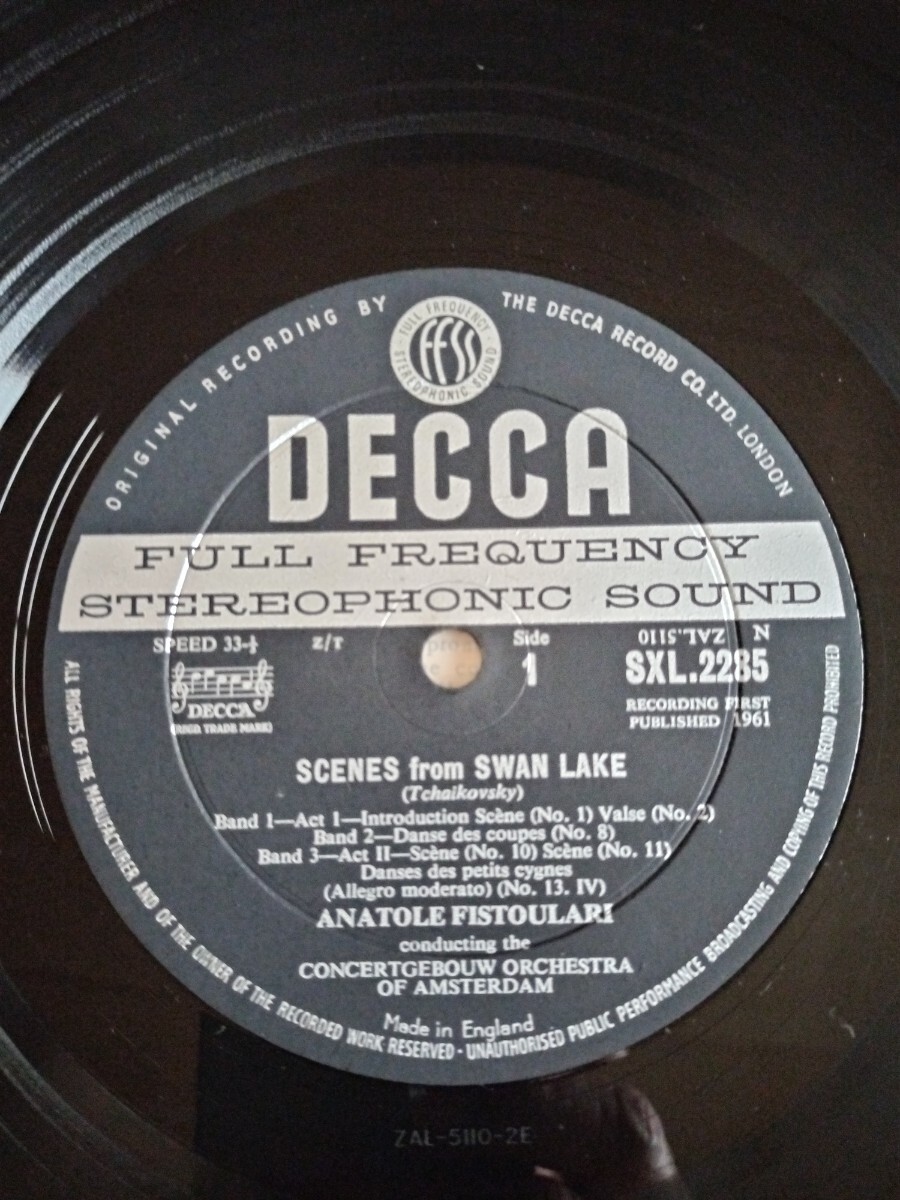 ORIGINAL RECORDING BY THE DECCA RECORD CO. LTD. LONDON
FULL FREQUENCY STEREOPHONIC SOUND
FFSS
DECCA
FULL FREQUENCY
STEREOPHONIC SOUND
SPEED 33-⅓ Z/T Side 1
ZAL.5110 N
SXL.2285
DECCA
(REGD TRADE MARK)
RECORDING FIRST
PUBLISHED 1961
SCENES from SWAN LAKE
(Tchaikovsky)
Band 1—Act 1—Introduction Scène (No. 1) Valse (No. 2)
Band 2—Danse des coupes (No. 8)
Band 3—Act II—Scène (No. 10) Scène (No. 11)
Danses des petits cygnes
(Allegro moderato) (No. 13. IV)
ANATOLE FISTOULARI
conducting the
CONCERTGEBOUW ORCHESTRA
OF AMSTERDAM
Made in England
ALL RIGHTS OF THE MANUFACTURER AND OF THE OWNER OF THE RECORDED WORK RESERVED · UNAUTHORISED PUBLIC PERFORMANCE BROADCASTING AND COPYING OF THIS RECORD PROHIBITED
ZAL-5110-2E